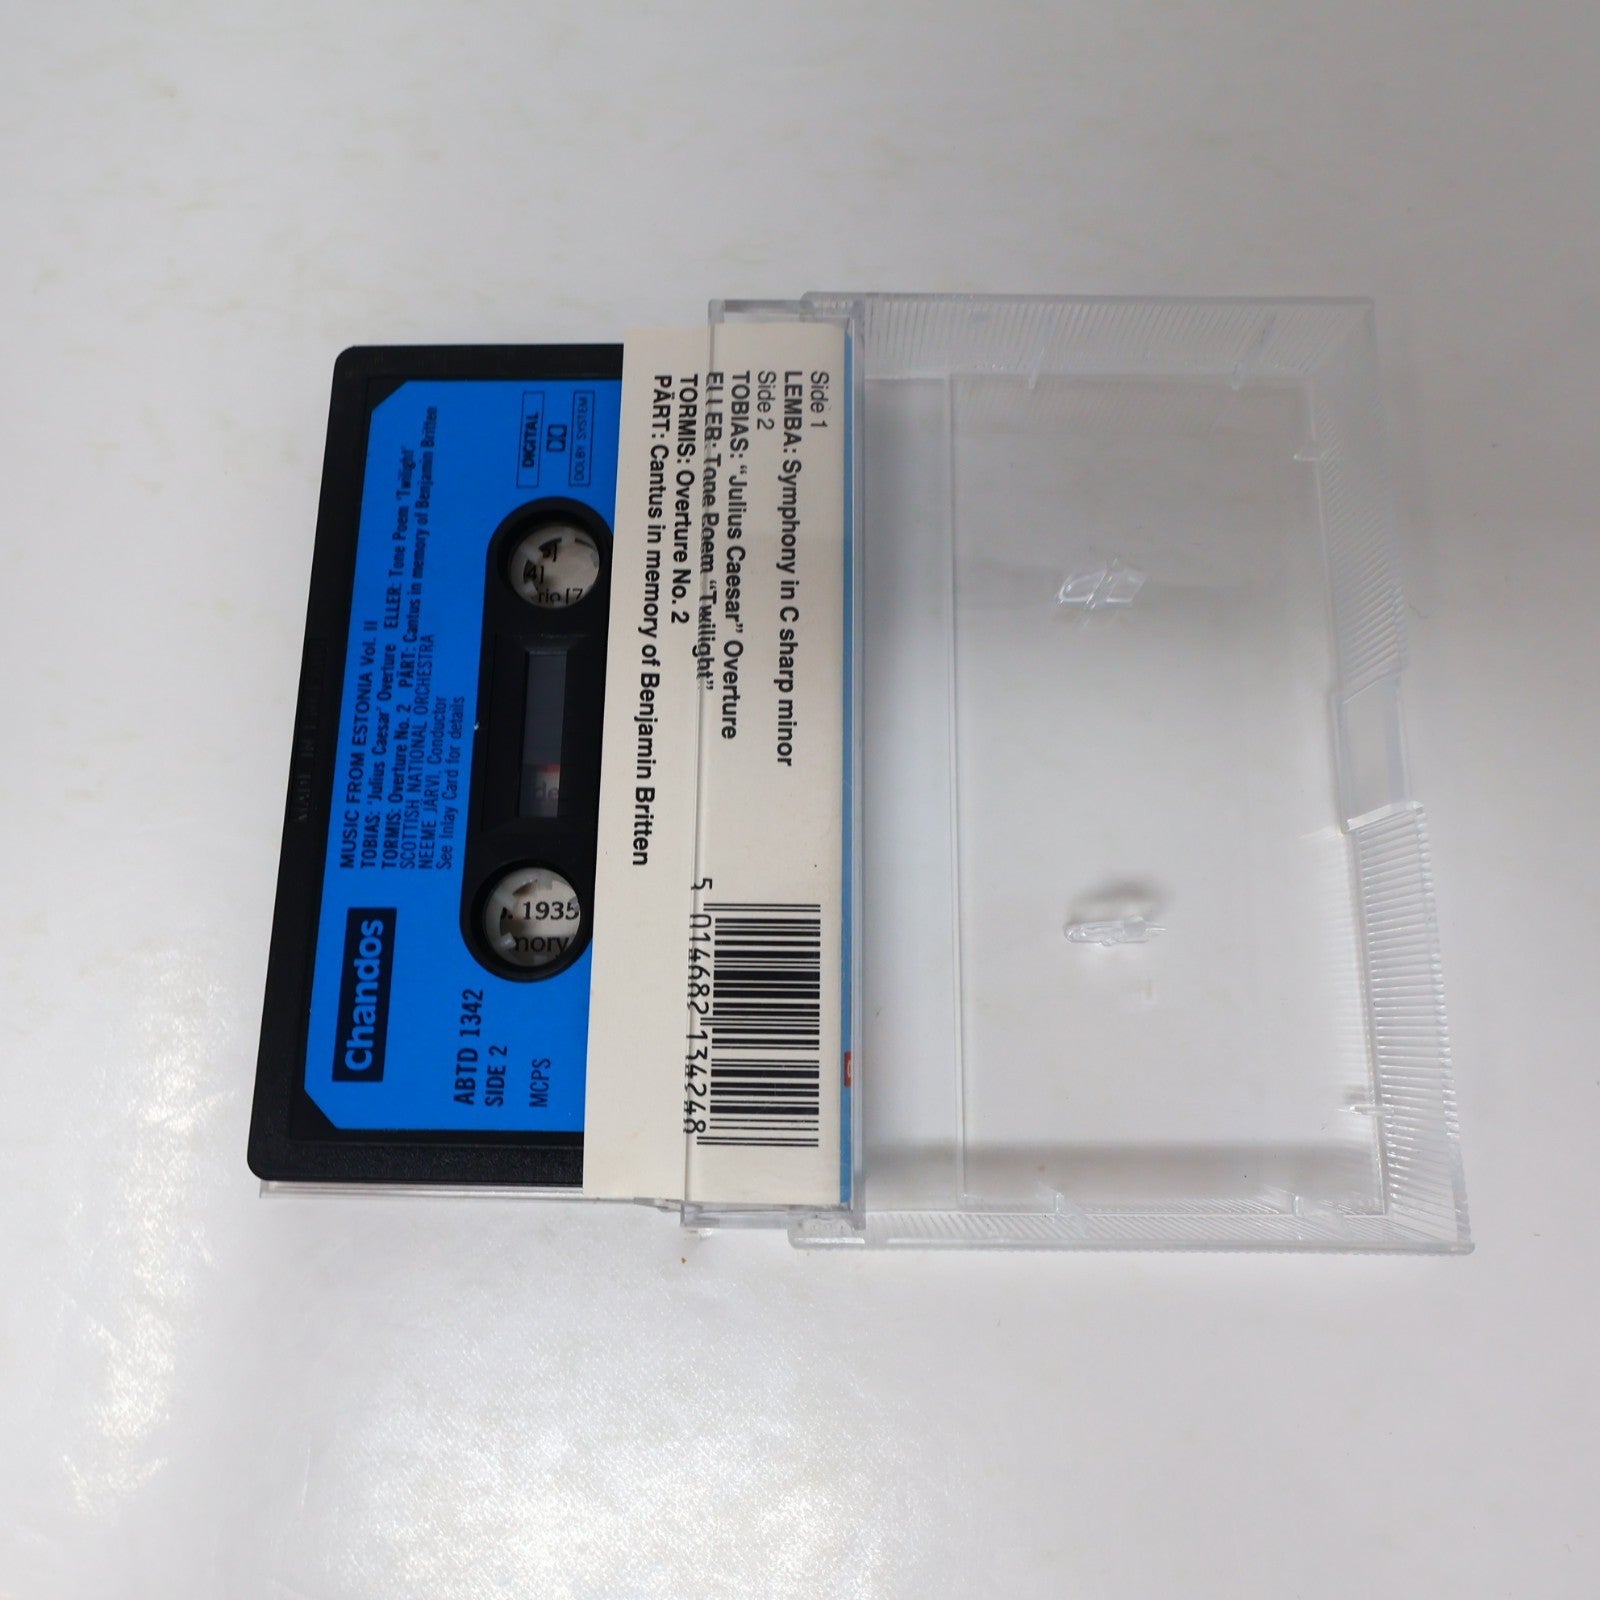 Side 1
LEMBA: Symphony in C sharp minor
Side 2
TOBIAS: “Julius Caesar” Overture
ELLER: Tone Poem “Twilight”
TORMIS: Overture No. 2
PÄRT: Cantus in memory of Benjamin Britten
5 014682 134248
MUSIC FROM ESTONIA Vol. II
TOBIAS: 'Julius Caesar' Overture ELLER: Tone Poem 'Twilight'
TORMIS: Overture No. 2 PÄRT: Cantus in memory of Benjamin Britten
SCOTTISH NATIONAL ORCHESTRA
NEEME JÄRVI, Conductor
See Inlay Card for details
Chandos
ABTD 1342
SIDE 2
MCPS
DIGITAL
DOLBY SYSTEM
1935